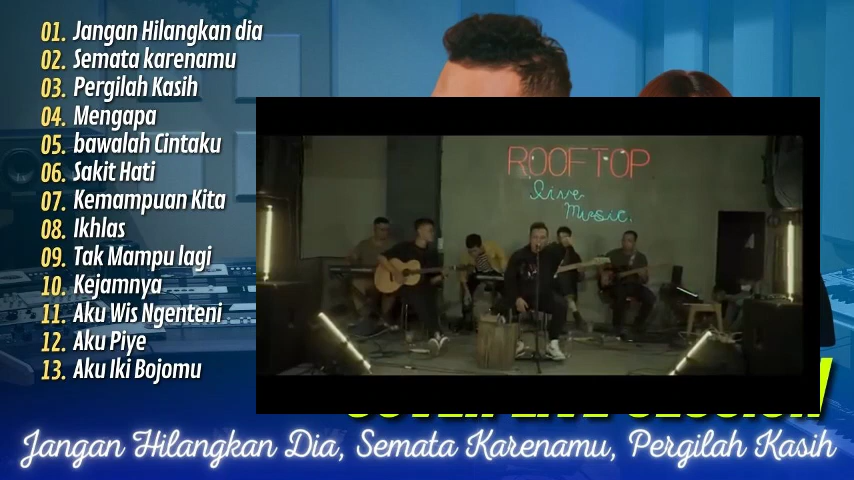 01. Jangan Hilangkan dia
02. Semata karenamu
03. Pergilah Kasih
04. Mengapa
05. bawalah Cintaku
06. Sakit Hati
07. Kemampuan Kita
08. Ikhlas
09. Tak Mampu lagi
10. Kejamnya
11. Aku Wis Ngenteni
12. Aku Piye
13. Aku Iki Bojomu
ROOFTOP
live
Music.
Jangan Hilangkan Dia, Semata Karenamu, Pergilah Kasih